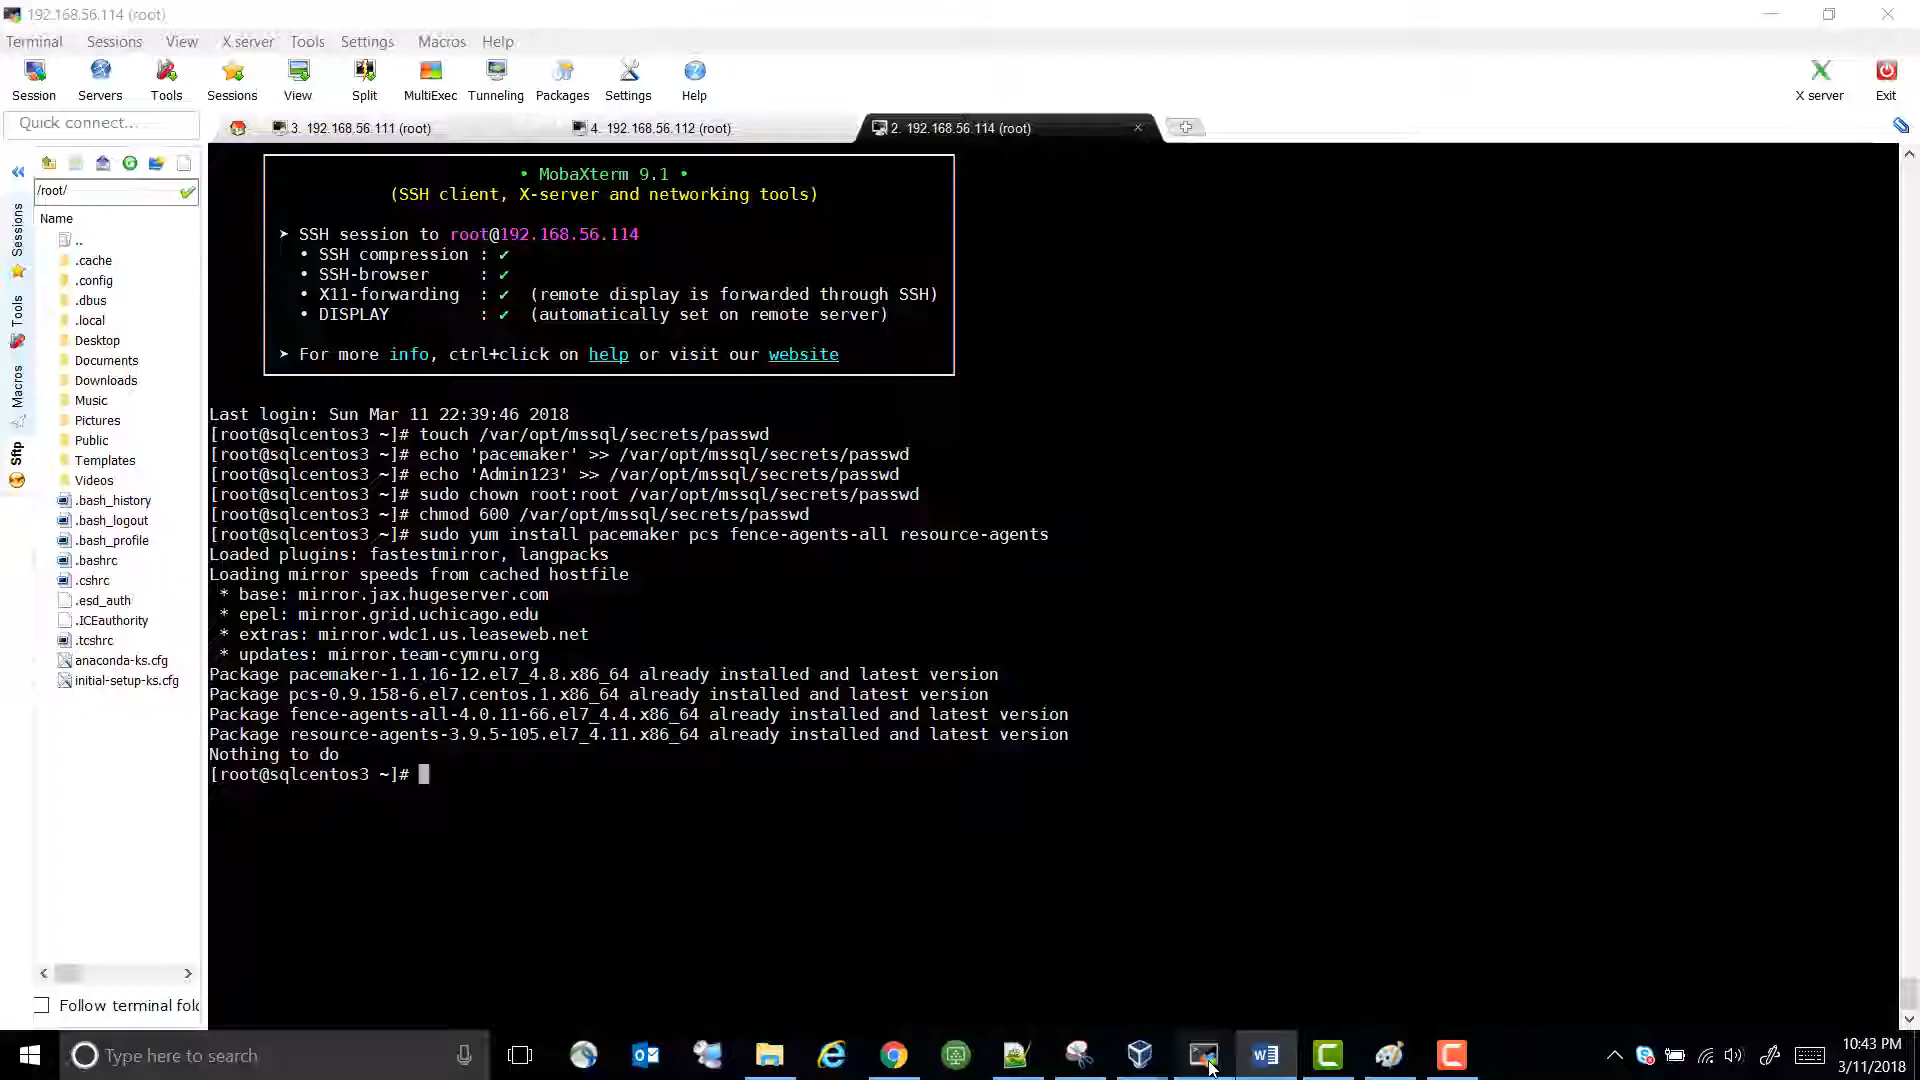 192.168.56.114 (root)
Terminal Sessions View X server Tools Settings Macros Help
Session Servers Tools Sessions View Split MultiExec Tunneling Packages Settings Help X server Exit
Quick connect...
3. 192.168.56.111 (root) 4. 192.168.56.112 (root) 2. 192.168.56.114 (root)
/root/
Name
..
.cache
.config
.dbus
.local
Desktop
Documents
Downloads
Music
Pictures
Public
Templates
Videos
.bash_history
.bash_logout
.bash_profile
.bashrc
.cshrc
.esd_auth
.ICEauthority
.tcshrc
anaconda-ks.cfg
initial-setup-ks.cfg
Follow terminal fold
Sessions
Tools
Macros
Sftp
• MobaXterm 9.1 •
(SSH client, X-server and networking tools)
➤ SSH session to root@192.168.56.114
• SSH compression : ✔
• SSH-browser : ✔
• X11-forwarding : ✔ (remote display is forwarded through SSH)
• DISPLAY : ✔ (automatically set on remote server)
➤ For more info, ctrl+click on help or visit our website
Last login: Sun Mar 11 22:39:46 2018
[root@sqlcentos3 ~]# touch /var/opt/mssql/secrets/passwd
[root@sqlcentos3 ~]# echo 'pacemaker' >> /var/opt/mssql/secrets/passwd
[root@sqlcentos3 ~]# echo 'Admin123' >> /var/opt/mssql/secrets/passwd
[root@sqlcentos3 ~]# sudo chown root:root /var/opt/mssql/secrets/passwd
[root@sqlcentos3 ~]# chmod 600 /var/opt/mssql/secrets/passwd
[root@sqlcentos3 ~]# sudo yum install pacemaker pcs fence-agents-all resource-agents
Loaded plugins: fastestmirror, langpacks
Loading mirror speeds from cached hostfile
* base: mirror.jax.hugeserver.com
* epel: mirror.grid.uchicago.edu
* extras: mirror.wdc1.us.leaseweb.net
* updates: mirror.team-cymru.org
Package pacemaker-1.1.16-12.el7_4.8.x86_64 already installed and latest version
Package pcs-0.9.158-6.el7.centos.1.x86_64 already installed and latest version
Package fence-agents-all-4.0.11-66.el7_4.4.x86_64 already installed and latest version
Package resource-agents-3.9.5-105.el7_4.11.x86_64 already installed and latest version
Nothing to do
[root@sqlcentos3 ~]#
Type here to search
10:43 PM
3/11/2018